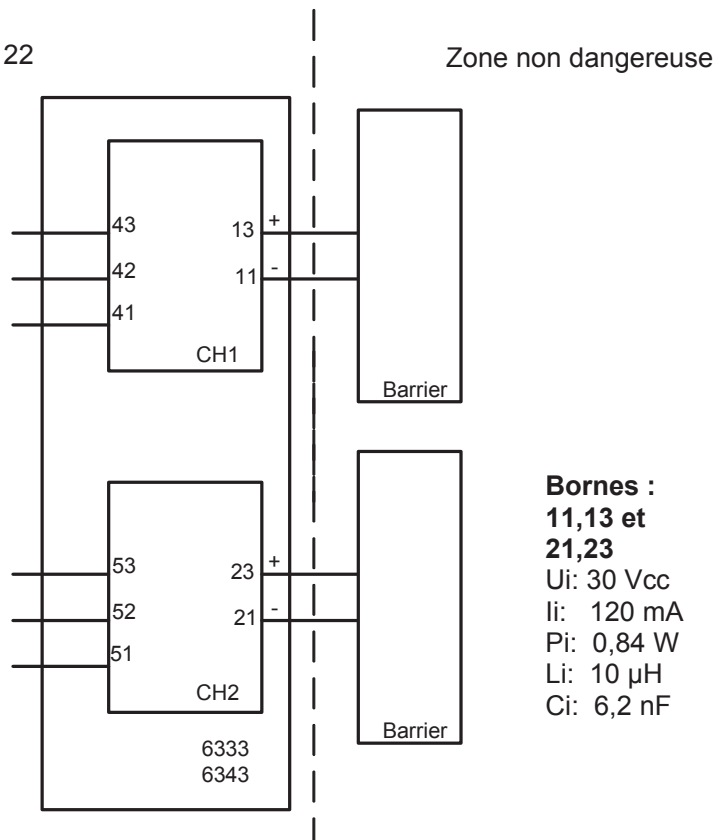 22
Zone non dangereuse
43
13
+
42
11
-
41
CH1
Barrier
53
23
+
52
21
-
51
CH2
Barrier
6333
6343
Bornes :
11,13 et
21,23
Ui: 30 Vcc
Ii: 120 mA
Pi: 0,84 W
Li: 10 µH
Ci: 6,2 nF